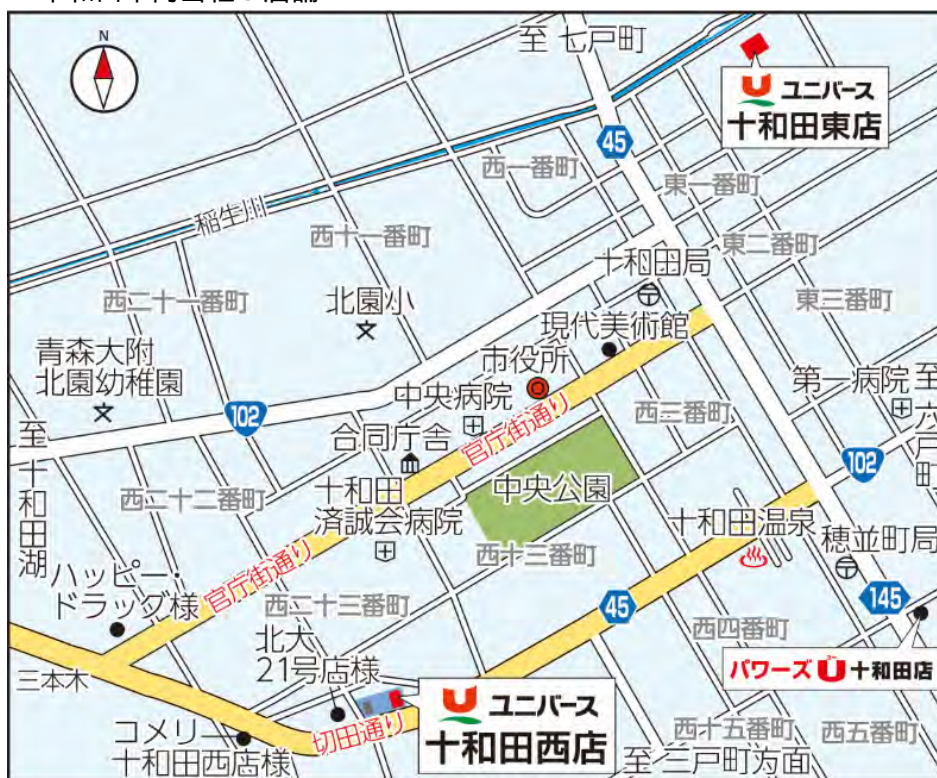 N
至 七戸町
ユニバース
十和田東店
45
西一番町
東一番町
稲生川
西十一番町
東二番町
十和田局
西二十一番町
北園小
東三番町
現代美術館
青森大附
北園幼稚園
市役所
中央病院
第一病院
至六戸町
102
官庁街通り
西三番町
合同庁舎
102
至十和田湖
西二十二番町
十和田
済誠会病院
中央公園
十和田温泉
穂並町局
西十三番町
ハッピー・
ドラッグ様
官庁街通り
西二十三番町
45
145
北犬
21号店様
西四番町
パワーズU十和田店
三本木
ユニバース
十和田西店
切田通り
コメリ
十和田西店様
西十五番町
西五番町
至三戸町方面